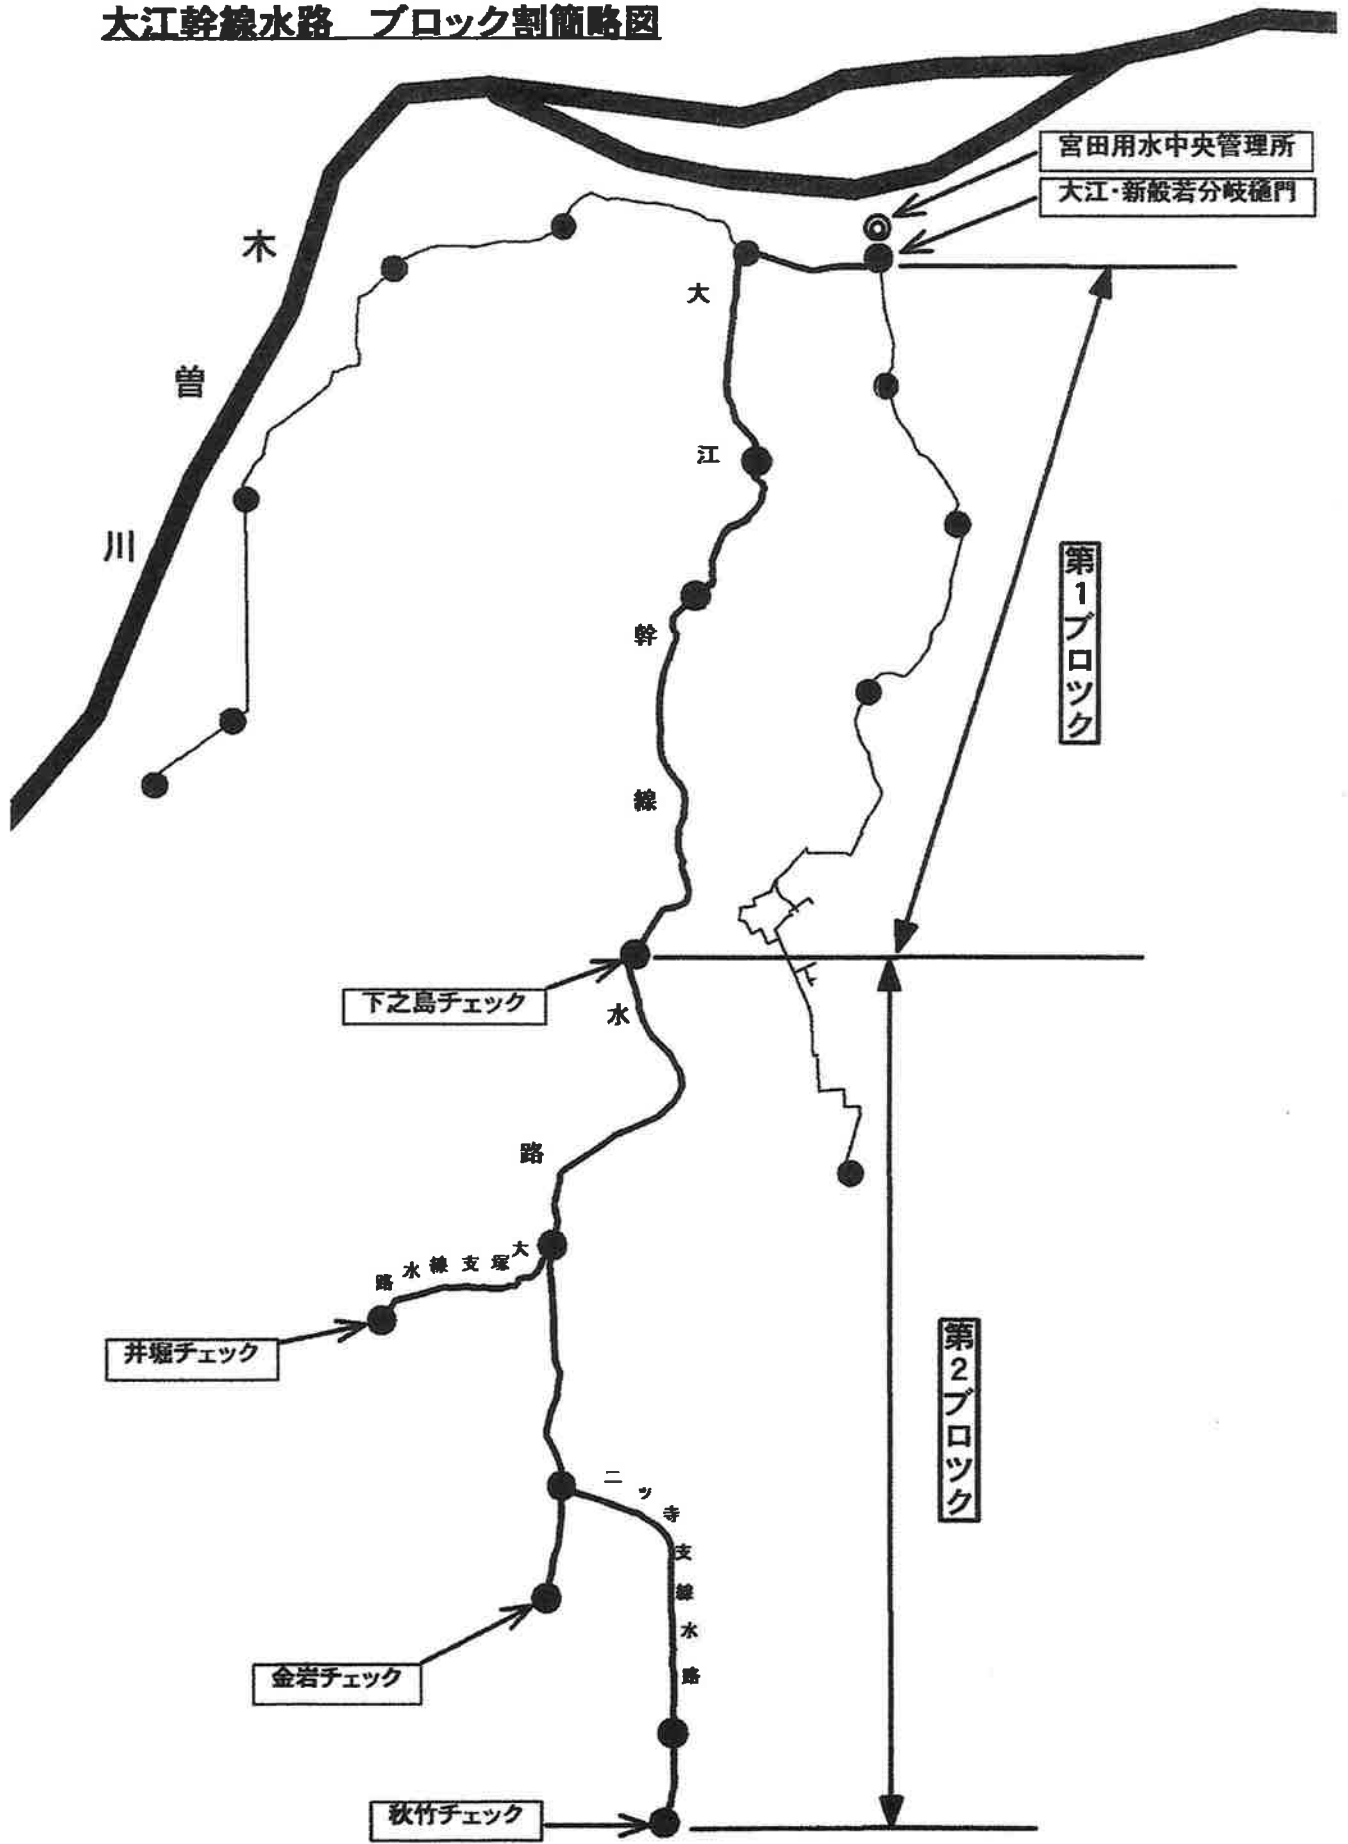 大江幹線水路　ブロック割簡略図
宮田用水中央管理所
大江・新般若分岐樋門
木曽川
大江幹線水路
第1ブロック
下之島チェック
大塚支線水路
井堀チェック
第2ブロック
二ッ寺支線水路
金岩チェック
秋竹チェック